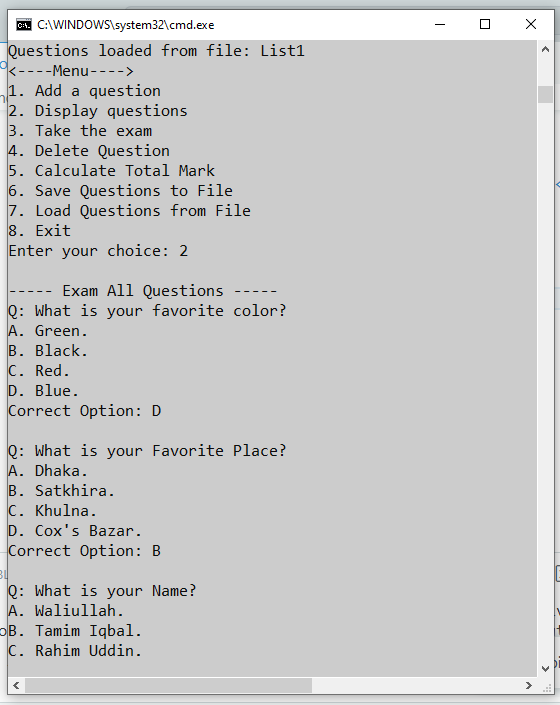 C:\WINDOWS\system32\cmd.exe
Questions loaded from file: List1
<----Menu---->
1. Add a question
2. Display questions
3. Take the exam
4. Delete Question
5. Calculate Total Mark
6. Save Questions to File
7. Load Questions from File
8. Exit
Enter your choice: 2
----- Exam All Questions -----
Q: What is your favorite color?
A. Green.
B. Black.
C. Red.
D. Blue.
Correct Option: D
Q: What is your Favorite Place?
A. Dhaka.
B. Satkhira.
C. Khulna.
D. Cox's Bazar.
Correct Option: B
Q: What is your Name?
A. Waliullah.
B. Tamim Iqbal.
C. Rahim Uddin.